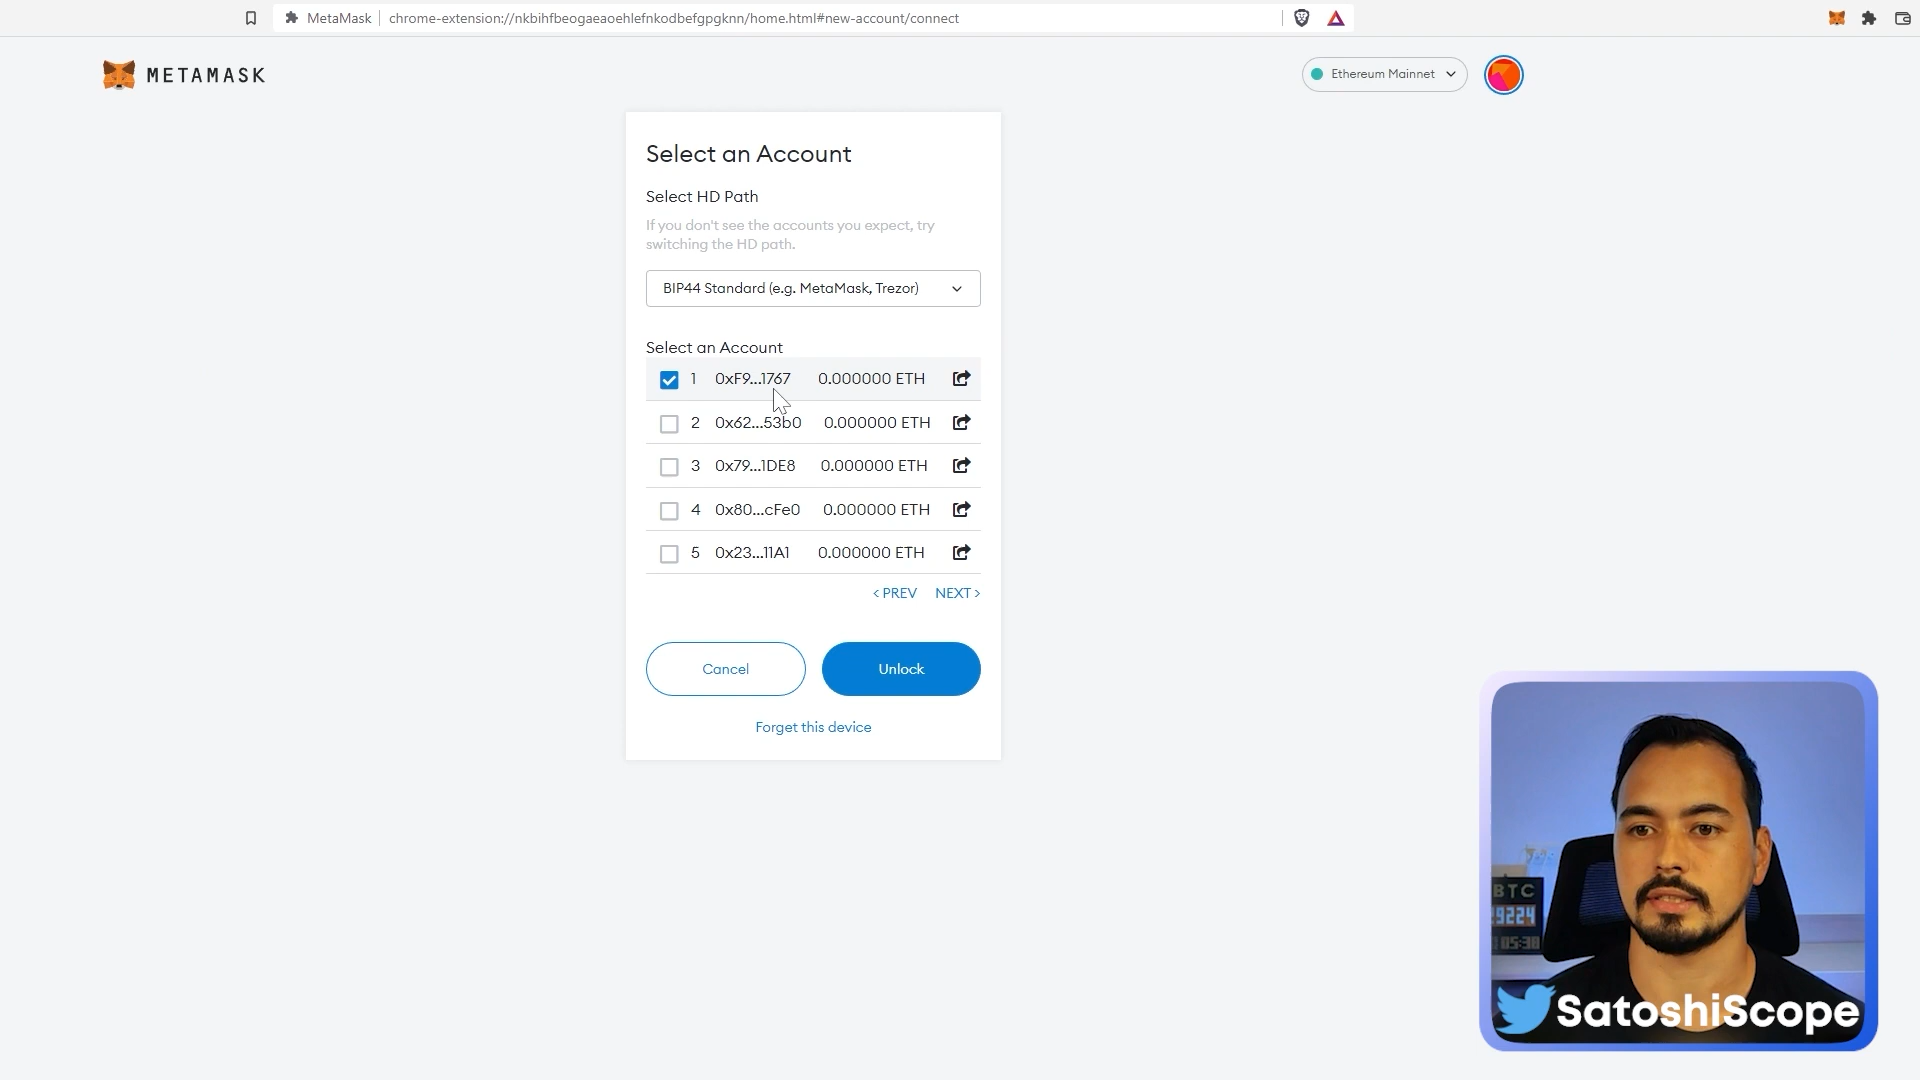 MetaMask
chrome-extension://nkbihfbeogaeaoehlefnkodbefgpgknn/home.html#new-account/connect
METAMASK
Ethereum Mainnet
Select an Account
Select HD Path
If you don't see the accounts you expect, try
switching the HD path.
BIP44 Standard (e.g. MetaMask, Trezor)
Select an Account
1 0xF9...1767 0.000000 ETH
2 0x62...53b0 0.000000 ETH
3 0x79...1DE8 0.000000 ETH
4 0x80...cFe0 0.000000 ETH
5 0x23...11A1 0.000000 ETH
< PREV NEXT >
Cancel Unlock
Forget this device
BTC
9224
05:38
SatoshiScope